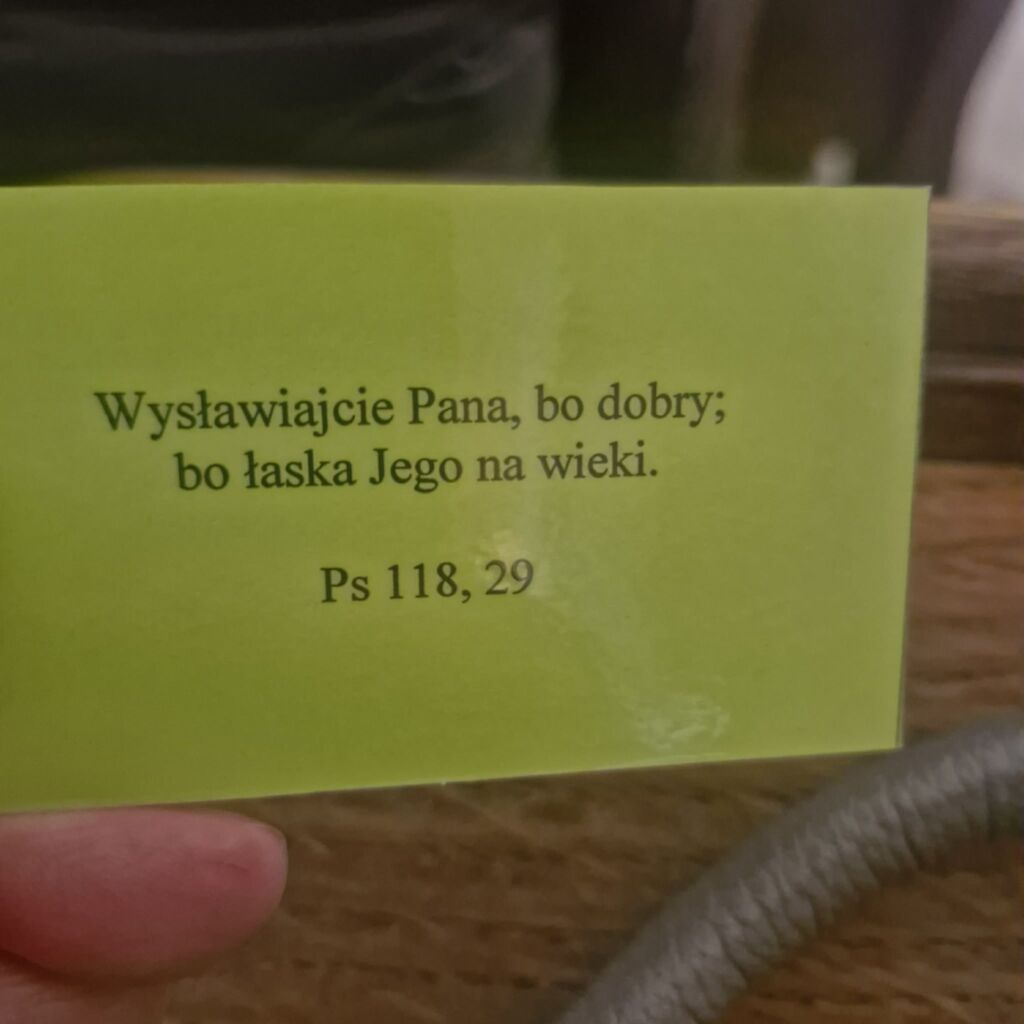 Wysławiajcie Pana, bo dobry;
bo łaska Jego na wieki.
Ps 118, 29